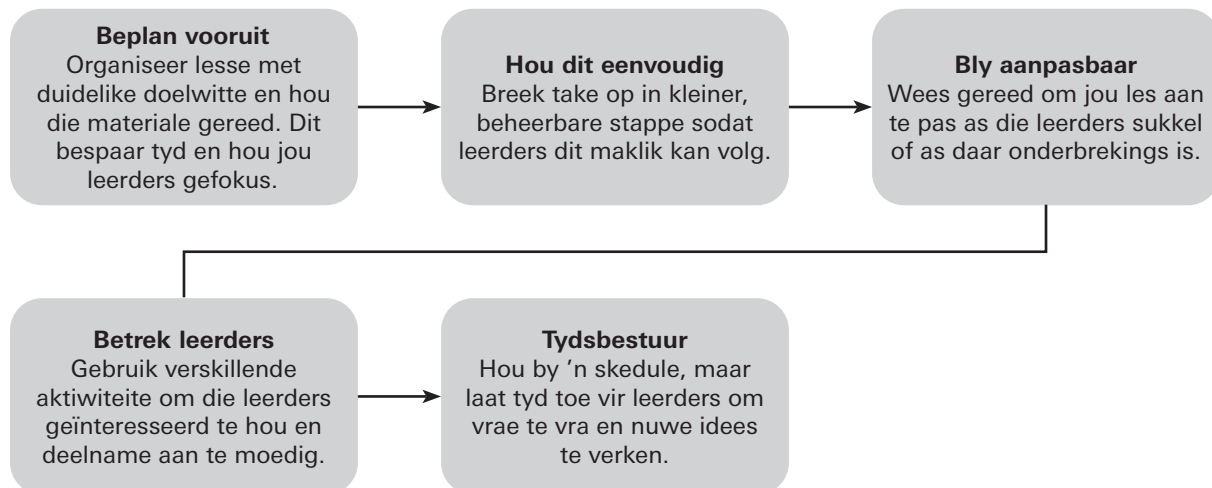 Beplan vooruit
Organiseer lesse met
duidelike doelwitte en hou
die materiale gereed. Dit
bespaar tyd en hou jou
leerders gefokus.
Hou dit eenvoudig
Breek take op in kleiner,
beheerbare stappe sodat
leerders dit maklik kan volg.
Bly aanpasbaar
Wees gereed om jou les aan
te pas as die leerders sukkel
of as daar onderbrekings is.
Betrek leerders
Gebruik verskillende
aktiwiteite om die leerders
geïnteresseerd te hou en
deelname aan te moedig.
Tydsbestuur
Hou by ’n skedule, maar
laat tyd toe vir leerders om
vrae te vra en nuwe idees
te verken.